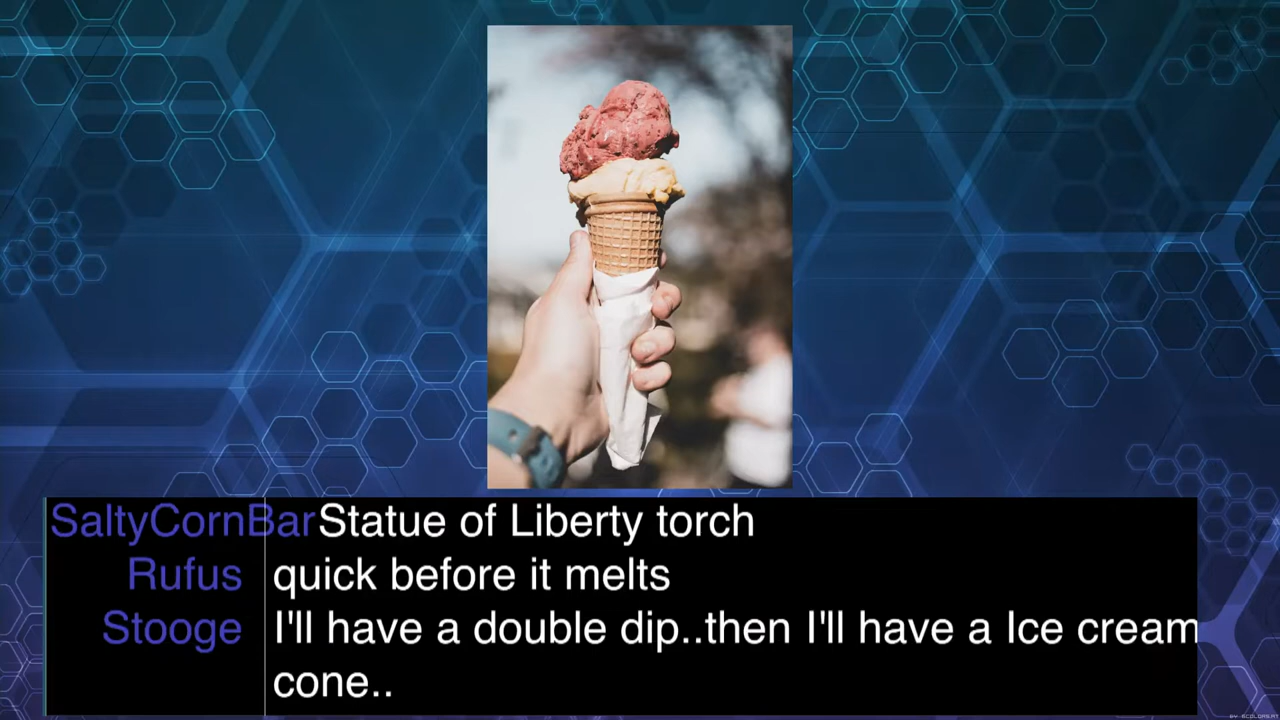 SaltyCornBar Statue of Liberty torch
Rufus quick before it melts
Stooge I'll have a double dip..then I'll have a Ice cream
cone..